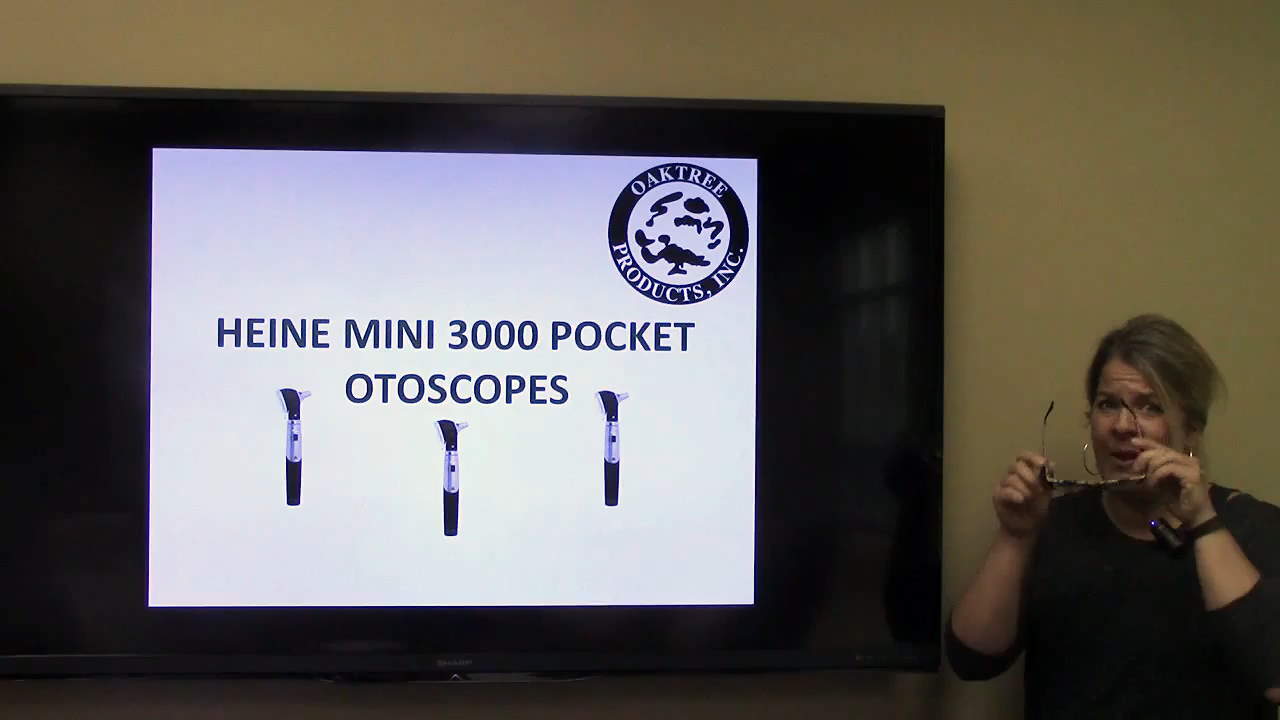 OAKTREE
PRODUCTS, INC.
HEINE MINI 3000 POCKET
OTOSCOPES
SHARP